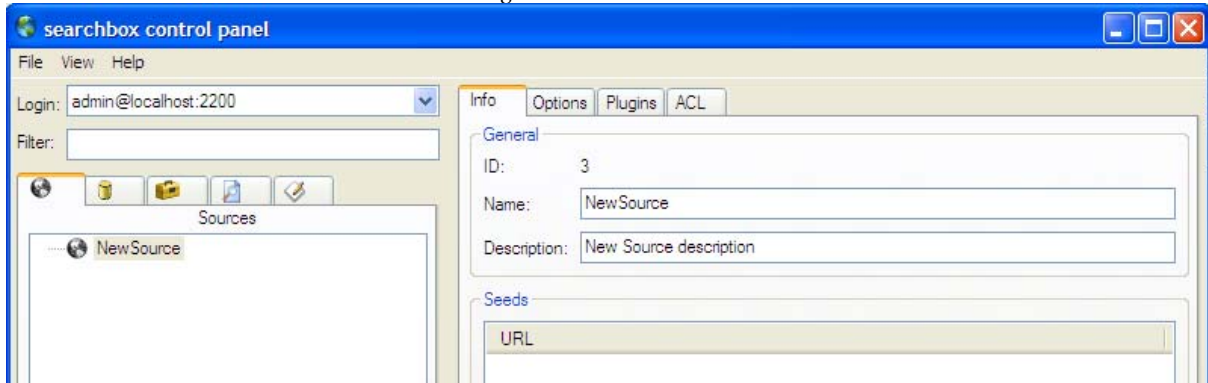 searchbox control panel
File View Help
Login: admin@localhost:2200
Filter:
Sources
NewSource
Info Options Plugins ACL
General
ID: 3
Name: NewSource
Description: New Source description
Seeds
URL